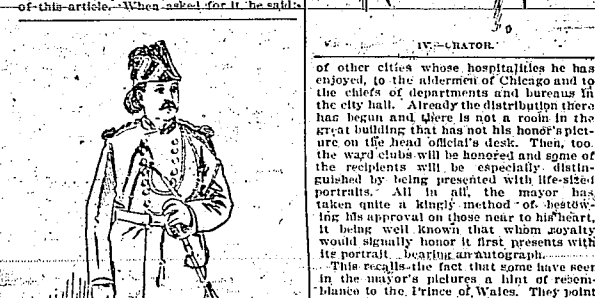 of this article. When asked for it he said:
IV.—ORATOR.
of other cities whose hospitalities he has
enjoyed, to the aldermen of Chicago and to
the chiefs of departments and bureaus in
the city hall. Already the distribution there
has begun and there is not a room in the
great building that has not his honor's pict-
ure on the head official's desk. Then, too,
the ward clubs will be honored and some of
the recipients will be especially distin-
guished by being presented with life-sized
portraits. All in all, the mayor has
taken quite a kingly method of bestow-
ing his approval on those near to his heart,
it being well known that whom royalty
would signally honor it first presents with
its portrait bearing an autograph.
This recalls the fact that some have seen
in the mayor's pictures a hint of resem-
blance to the Prince of Wales. They point